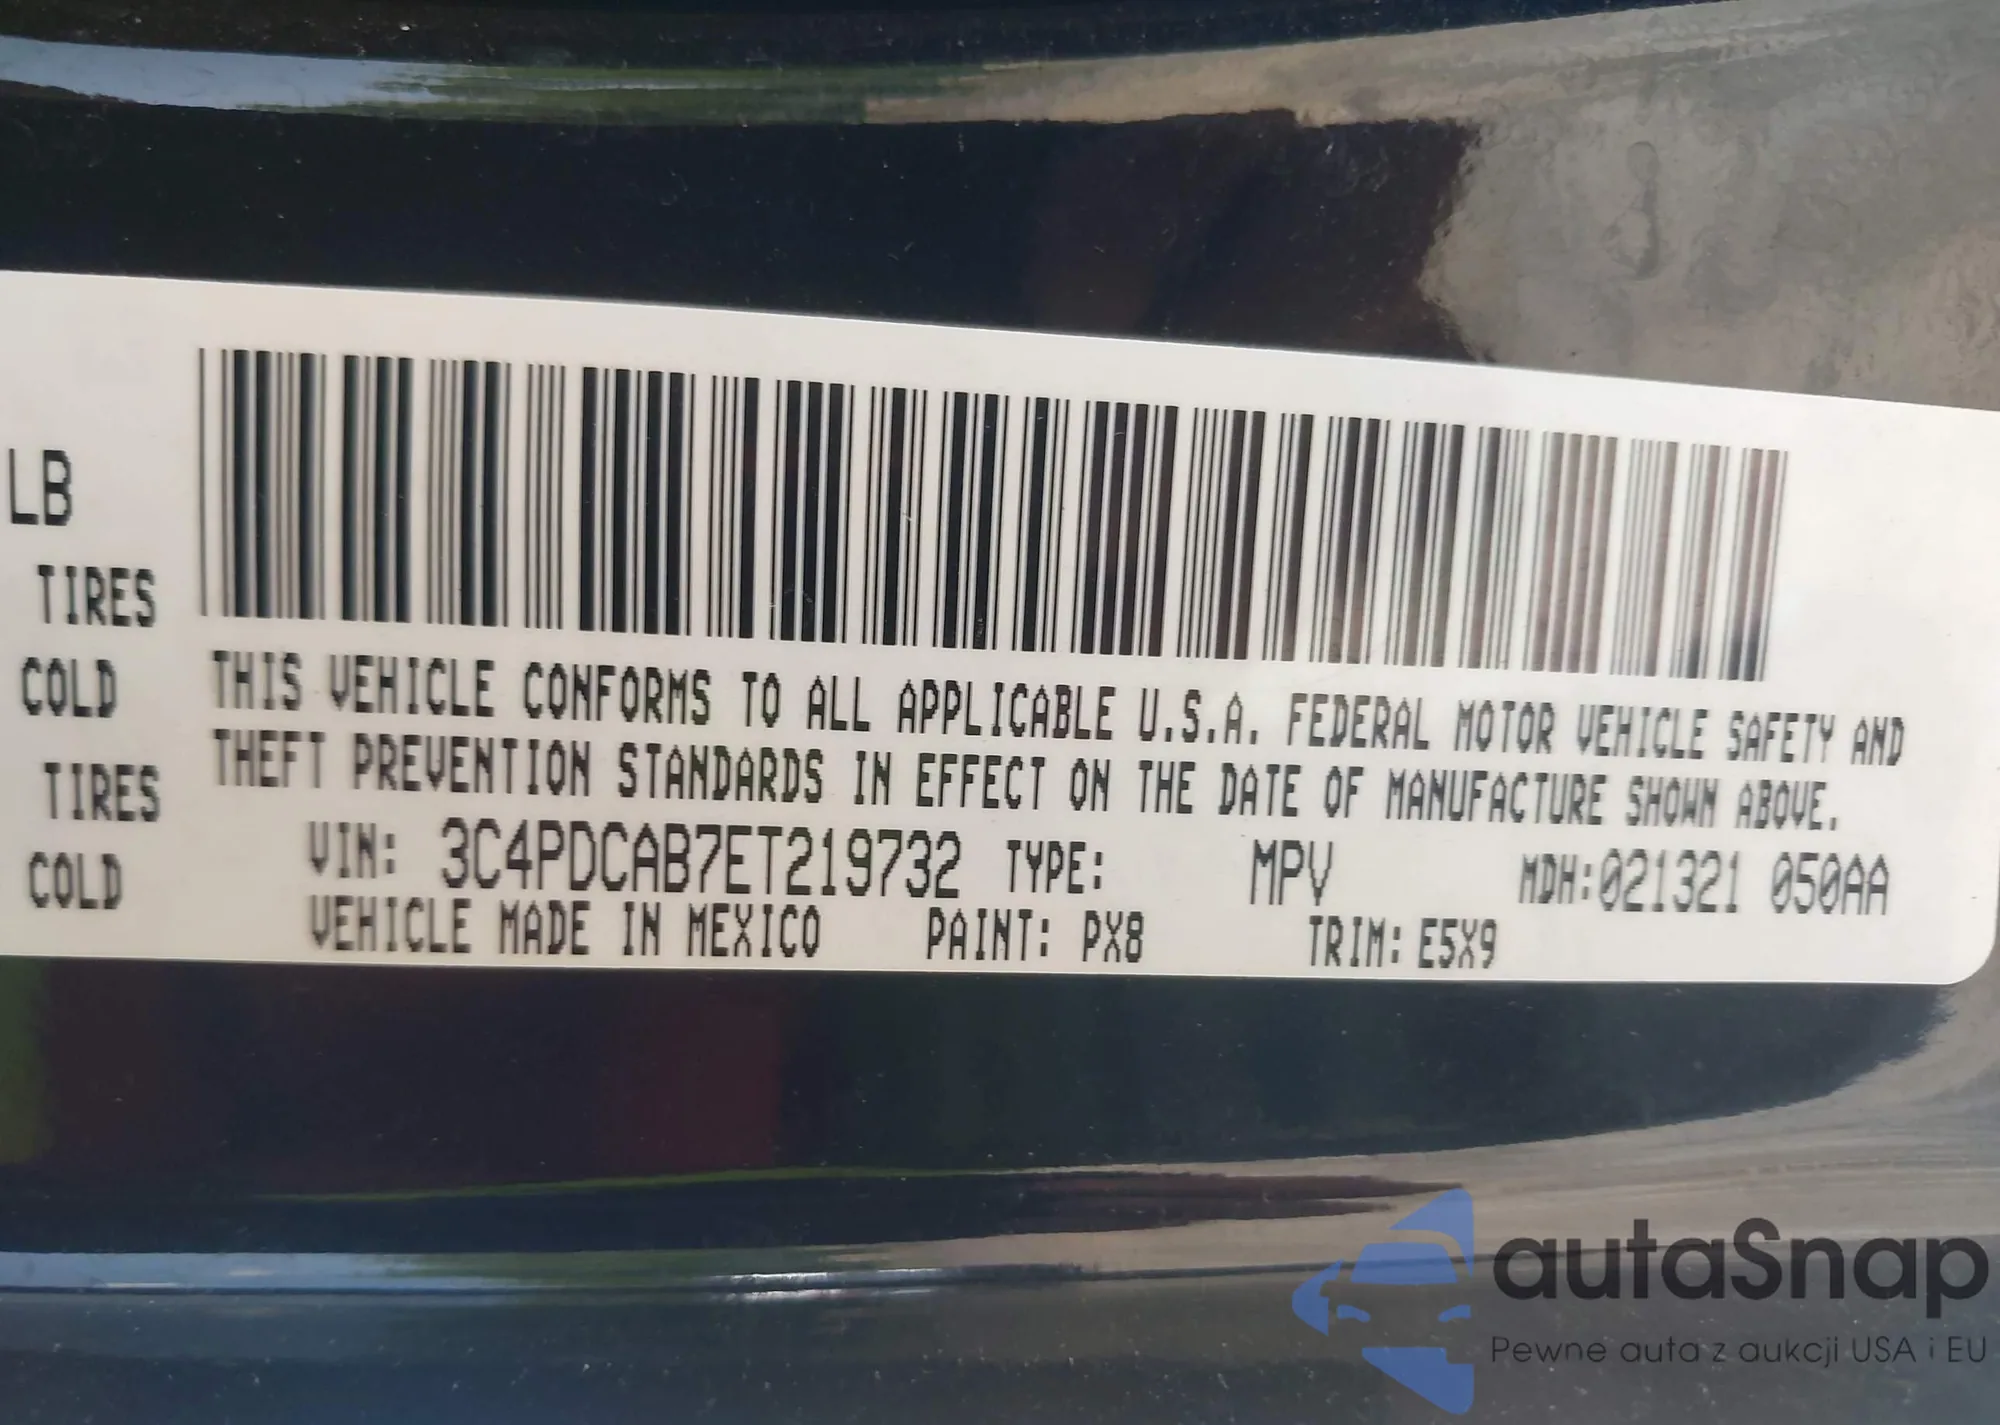 LB
TIRES
COLD
TIRES
COLD
THIS VEHICLE CONFORMS TO ALL APPLICABLE U.S.A. FEDERAL MOTOR VEHICLE SAFETY AND
THEFT PREVENTION STANDARDS IN EFFECT ON THE DATE OF MANUFACTURE SHOWN ABOVE.
VIN: 3C4PDCAB7ET219732 TYPE: MPV MDH:021321 050AA
VEHICLE MADE IN MEXICO PAINT: PX8 TRIM: E5X9
autaSnap
Pewne auta z aukcji USA i EU